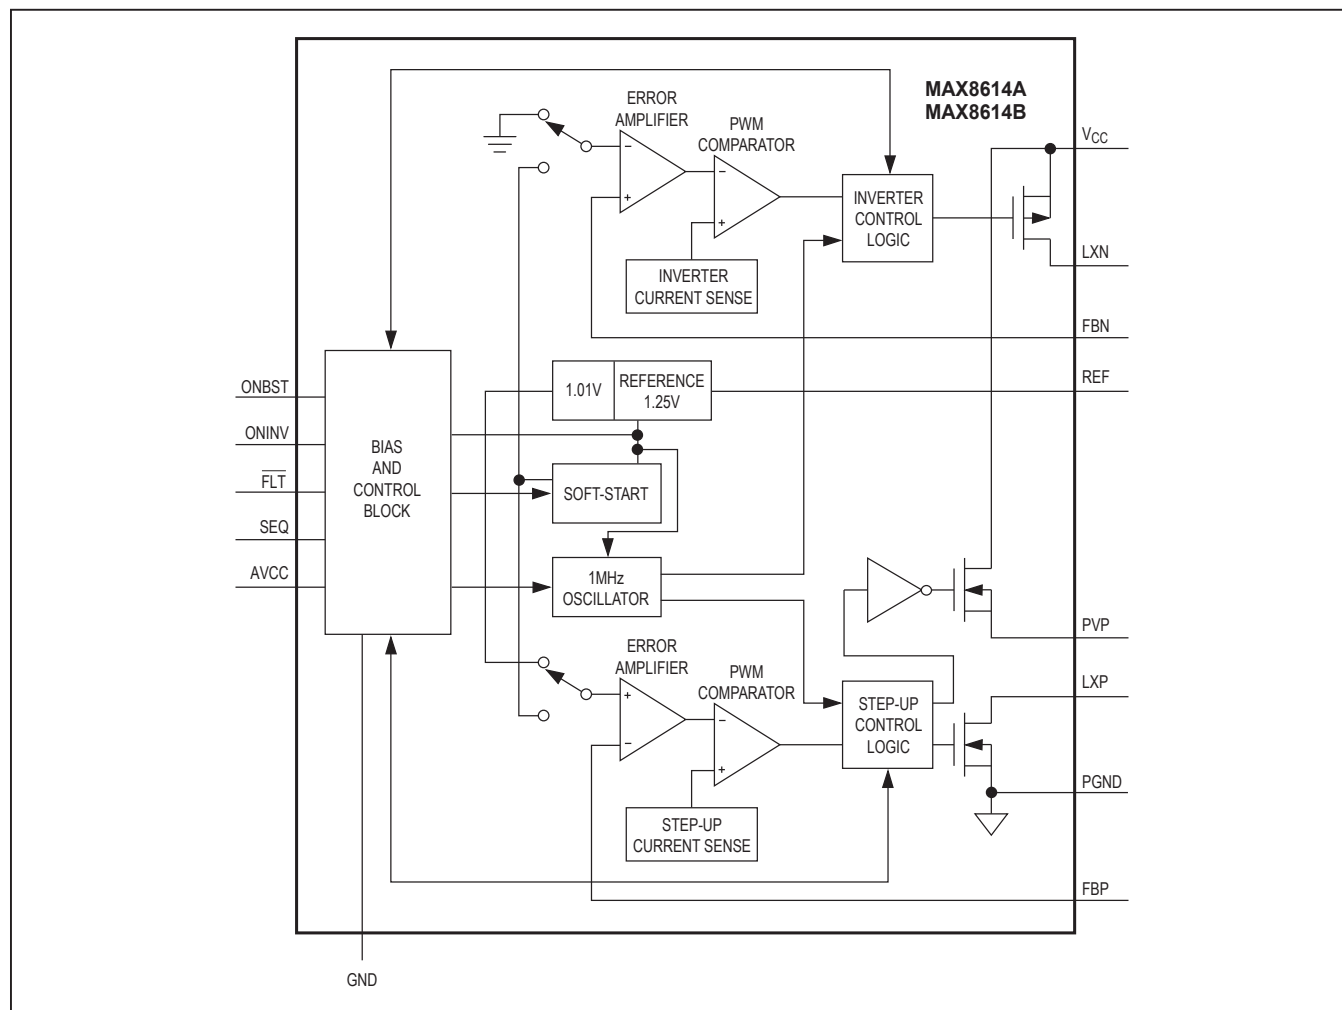 MAX8614A
MAX8614B
ERROR
AMPLIFIER
PWM
COMPARATOR
−
+
−
+
INVERTER
CONTROL
LOGIC
INVERTER
CURRENT SENSE
VCC
LXN
FBN
REF
1.01V
REFERENCE
1.25V
ONBST
ONINV
FLT
SEQ
AVCC
BIAS
AND
CONTROL
BLOCK
SOFT-START
1MHz
OSCILLATOR
ERROR
AMPLIFIER
PWM
COMPARATOR
+
−
−
+
STEP-UP
CONTROL
LOGIC
STEP-UP
CURRENT SENSE
PVP
LXP
PGND
FBP
GND